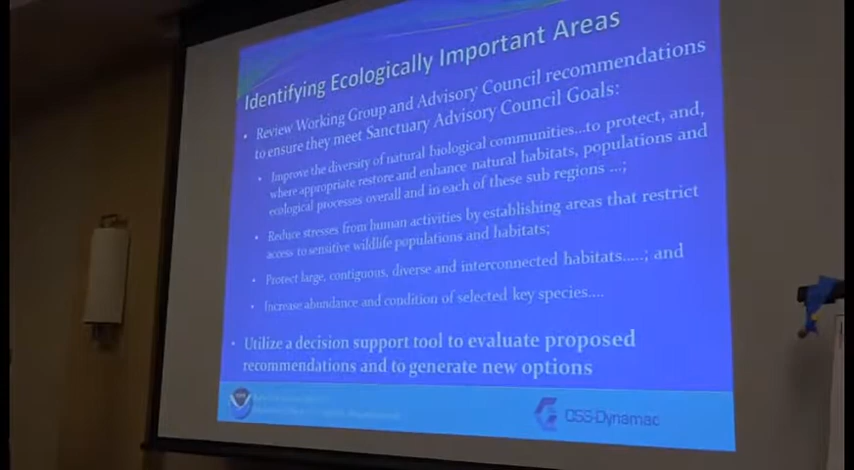 Identifying Ecologically Important Areas
• Review Working Group and Advisory Council recommendations
to ensure they meet Sanctuary Advisory Council Goals:
• Improve the diversity of natural biological communities...to protect, and,
where appropriate restore and enhance natural habitats, populations and
ecological processes overall and in each of these sub regions ...;
• Reduce stresses from human activities by establishing areas that restrict
access to sensitive wildlife populations and habitats;
• Protect large, contiguous, diverse and interconnected habitats.....; and
• Increase abundance and condition of selected key species....
• Utilize a decision support tool to evaluate proposed
recommendations and to generate new options
CSS-Dynamac